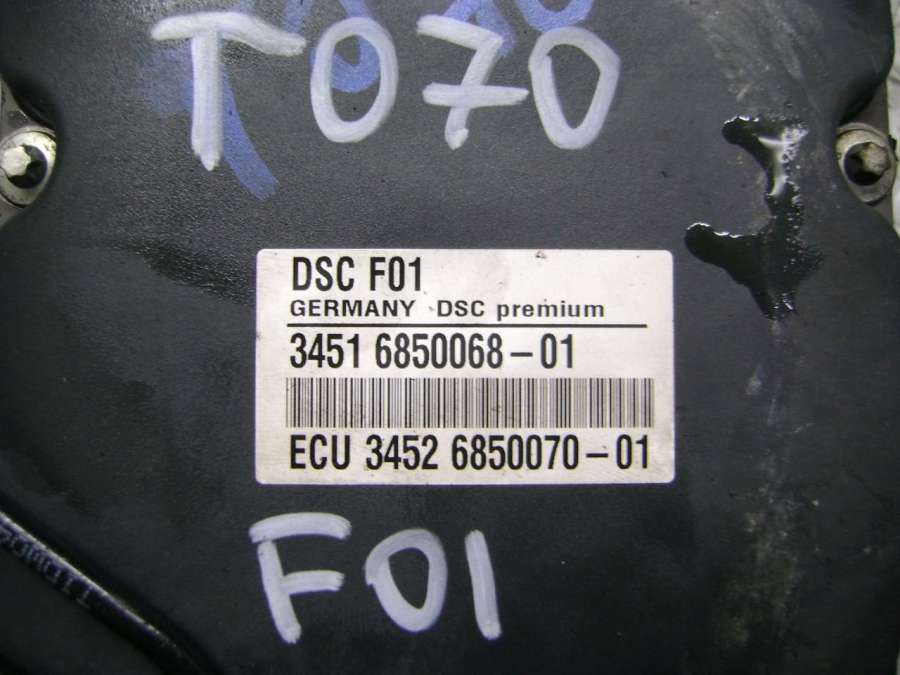 T070
DSC F01
GERMANY DSC premium
3451 6850068-01
ECU 3452 6850070-01
F01